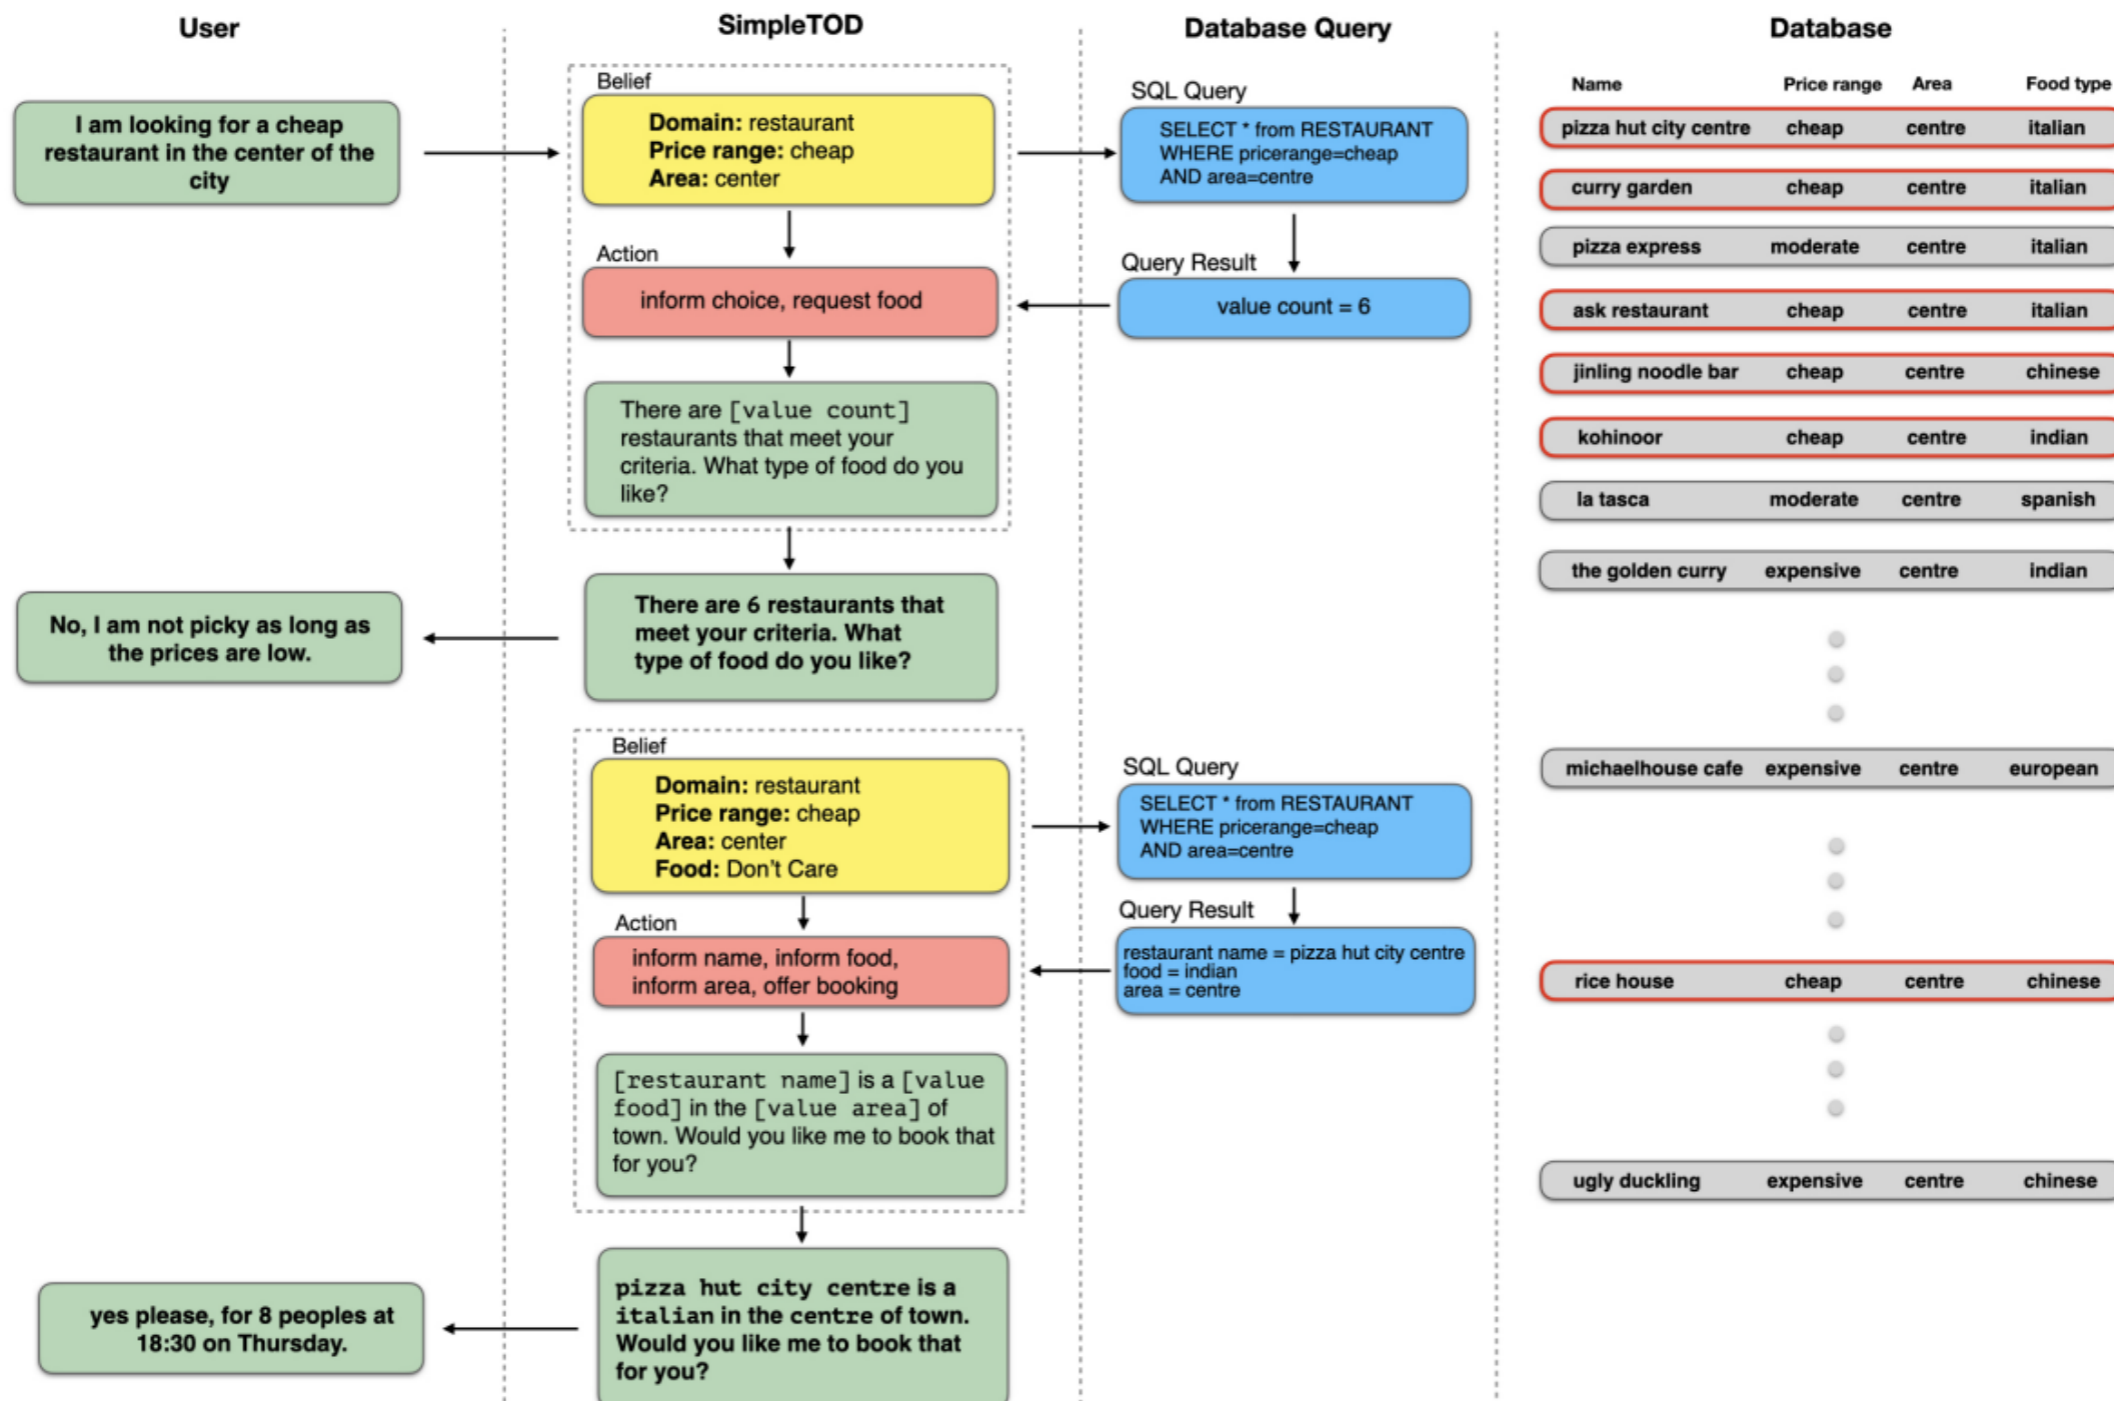 User
SimpleTOD
Database Query
Database
I am looking for a cheap
restaurant in the center of the
city
Belief
Domain: restaurant
Price range: cheap
Area: center
Action
inform choice, request food
There are [value count]
restaurants that meet your
criteria. What type of food do you
like?
There are 6 restaurants that
meet your criteria. What
type of food do you like?
No, I am not picky as long as
the prices are low.
Belief
Domain: restaurant
Price range: cheap
Area: center
Food: Don't Care
Action
inform name, inform food,
inform area, offer booking
[restaurant name] is a [value
food] in the [value area] of
town. Would you like me to book that
for you?
pizza hut city centre is a
italian in the centre of town.
Would you like me to book that
for you?
yes please, for 8 peoples at
18:30 on Thursday.
SQL Query
SELECT * from RESTAURANT
WHERE pricerange=cheap
AND area=centre
Query Result
value count = 6
SQL Query
SELECT * from RESTAURANT
WHERE pricerange=cheap
AND area=centre
Query Result
restaurant name = pizza hut city centre
food = indian
area = centre
Name Price range Area Food type
pizza hut city centre cheap centre italian
curry garden cheap centre italian
pizza express moderate centre italian
ask restaurant cheap centre italian
jinling noodle bar cheap centre chinese
kohinoor cheap centre indian
la tasca moderate centre spanish
the golden curry expensive centre indian
michaelhouse cafe expensive centre european
rice house cheap centre chinese
ugly duckling expensive centre chinese